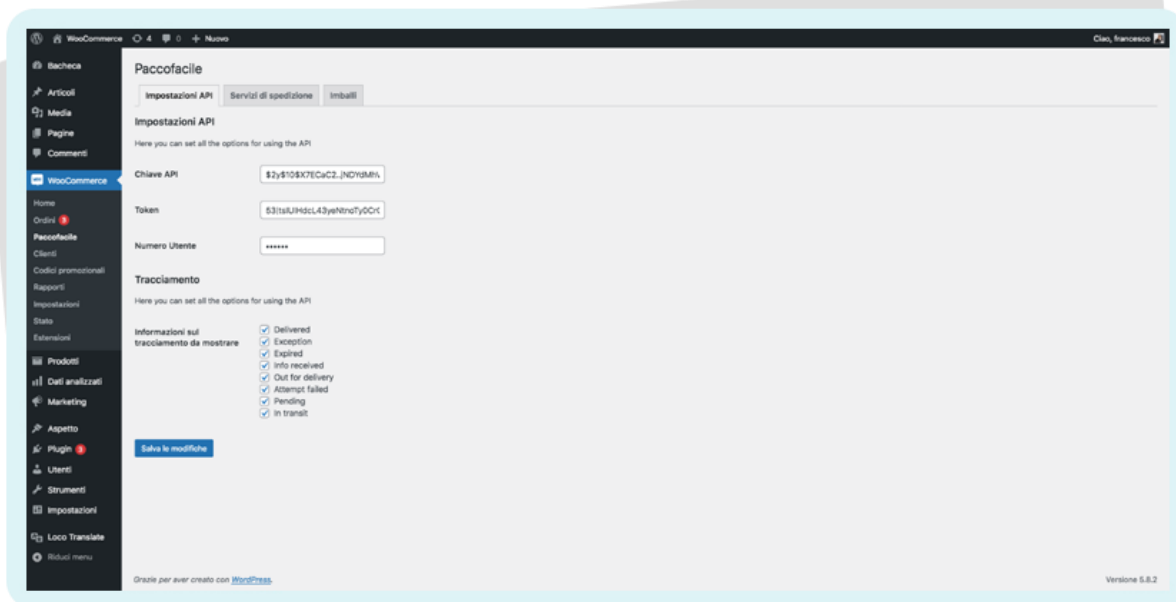 WooCommerce 4 0 + Nuovo Ciao, francesco
Bacheca
Articoli
Media
Pagine
Commenti
WooCommerce
Home
Ordini 3
Paccofacile
Clienti
Codici promozionali
Rapporti
Impostazioni
Stato
Estensioni
Prodotti
Dati analizzati
Marketing
Aspetto
Plugin 3
Utenti
Strumenti
Impostazioni
Loco Translate
Riduci menu
Paccofacile
Impostazioni API Servizi di spedizione Imballi
Impostazioni API
Here you can set all the options for using the API
Chiave API
Token
Numero Utente ••••••
Tracciamento
Here you can set all the options for using the API
Informazioni sul
tracciamento da mostrare
Delivered
Exception
Expired
Info received
Out for delivery
Attempt failed
Pending
In transit
Salva le modifiche
Grazie per aver creato con WordPress. Versione 5.8.2